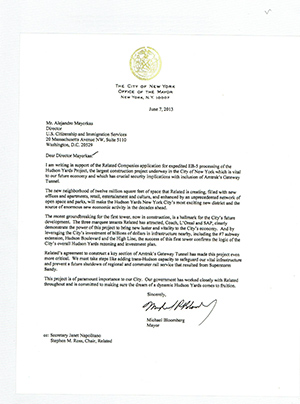 THE CITY OF NEW YORK
OFFICE OF THE MAYOR
NEW YORK, N.Y. 10007
June 7, 2013
Mr. Alejandro Mayorkas
Director
U.S. Citizenship and Immigration Services
20 Massachusetts Avenue NW, Suite 5110
Washington, D.C. 20529
Dear Director Mayorkas:
I am writing in support of the Related Companies application for expedited EB-5 processing of the
Hudson Yards Project, the largest construction project underway in the City of New York which is vital
to our future economy and which has crucial security implications with inclusion of Amtrak's Gateway
Tunnel.
The new neighborhood of twelve million square feet of space that Related is creating, filled with new
offices and apartments, retail, entertainment and culture, and enhanced by an unprecedented network of
open space and parks, will make the Hudson Yards New York City's most exciting new district and the
source of enormous new economic activity in the decades ahead.
The recent groundbreaking for the first tower, now in construction, is a hallmark for the City's future
development. The three marquee tenants Related has attracted, Coach, L'Oreal and SAP, clearly
demonstrate the power of this project to bring new luster and vitality to the City's economy. And by
leveraging the City's investment of billions of dollars in infrastructure nearby, including the #7 subway
extension, Hudson Boulevard and the High Line, the success of this first tower confirms the logic of the
City's overall Hudson Yards rezoning and investment plan.
Related's agreement to construct a key section of Amtrak's Gateway Tunnel has made this project even
more critical. We must take steps like adding trans-Hudson capacity to safeguard our vital infrastructure and
prevent a future shutdown of regional and commuter rail service that resulted from Superstorm
Sandy.
This project is of paramount importance to our City. Our government has worked closely with Related
throughout and is committed to making sure the dream of a dynamic Hudson Yards comes to fruition.
Sincerely,
Michael Bloomberg
Mayor
cc: Secretary Janet Napolitano
Stephen M. Ross, Chair, Related